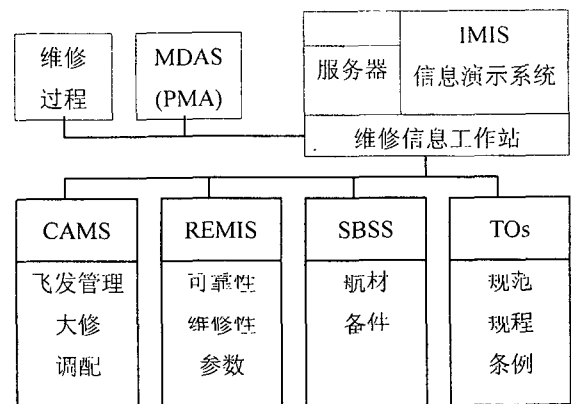 维修
过程
MDAS
(PMA)
服务器
IMIS
信息演示系统
维修信息工作站
CAMS
飞发管理
大修
调配
REMIS
可靠性
维修性
参数
SBSS
航材
备件
TOs
规范
规程
条例